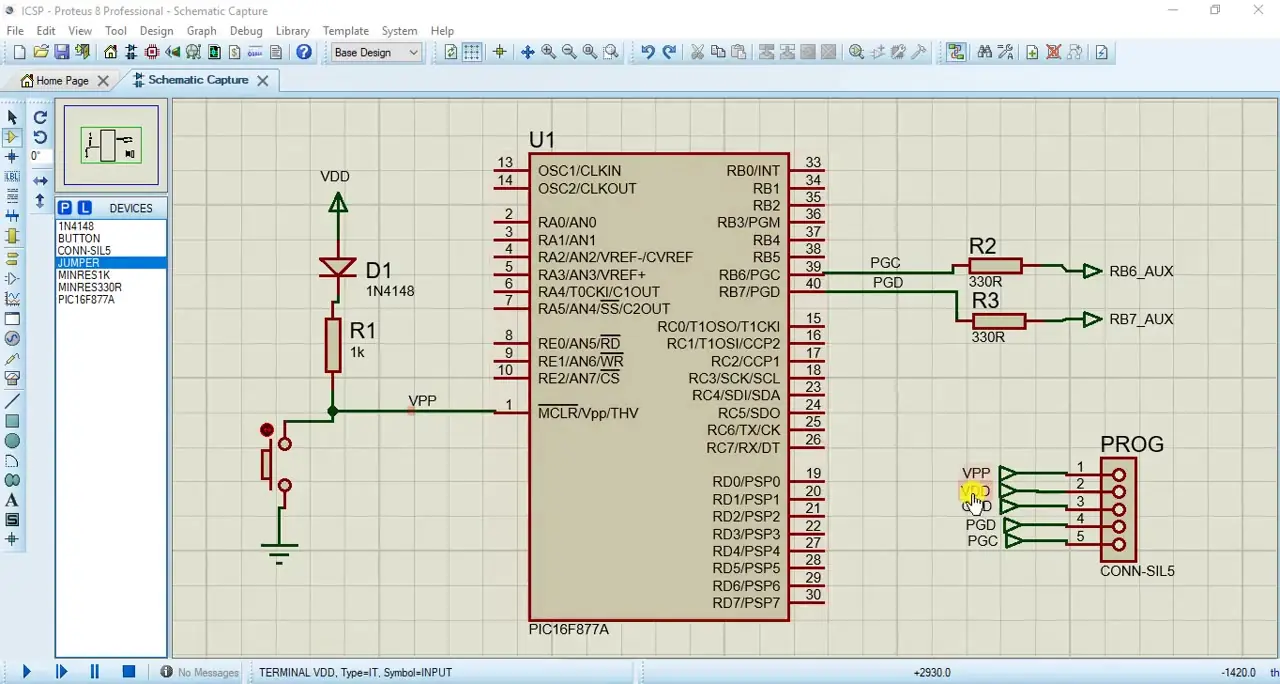 ICSP - Proteus 8 Professional - Schematic Capture
File Edit View Tool Design Graph Debug Library Template System Help
Base Design
Home Page
Schematic Capture
0°
P L DEVICES
1N4148
BUTTON
CONN-SIL5
JUMPER
MINRES1K
MINRES330R
PIC16F877A
VDD
D1
1N4148
R1
1k
VPP
U1
13 OSC1/CLKIN
14 OSC2/CLKOUT
2 RA0/AN0
3 RA1/AN1
4 RA2/AN2/VREF-/CVREF
5 RA3/AN3/VREF+
6 RA4/T0CKI/C1OUT
7 RA5/AN4/SS/C2OUT
8 RE0/AN5/RD
9 RE1/AN6/WR
10 RE2/AN7/CS
1 MCLR/Vpp/THV
RB0/INT 33
RB1 34
RB2 35
RB3/PGM 36
RB4 37
RB5 38
RB6/PGC 39
RB7/PGD 40
RC0/T1OSO/T1CKI 15
RC1/T1OSI/CCP2 16
RC2/CCP1 17
RC3/SCK/SCL 18
RC4/SDI/SDA 23
RC5/SDO 24
RC6/TX/CK 25
RC7/RX/DT 26
RD0/PSP0 19
RD1/PSP1 20
RD2/PSP2 21
RD3/PSP3 22
RD4/PSP4 27
RD5/PSP5 28
RD6/PSP6 29
RD7/PSP7 30
PIC16F877A
PGC
PGD
R2
330R
RB6_AUX
R3
330R
RB7_AUX
PROG
VPP 1
VDD 2
3
PGD 4
PGC 5
CONN-SIL5
No Messages
TERMINAL VDD, Type=IT, Symbol=INPUT
+2930.0
-1420.0 th